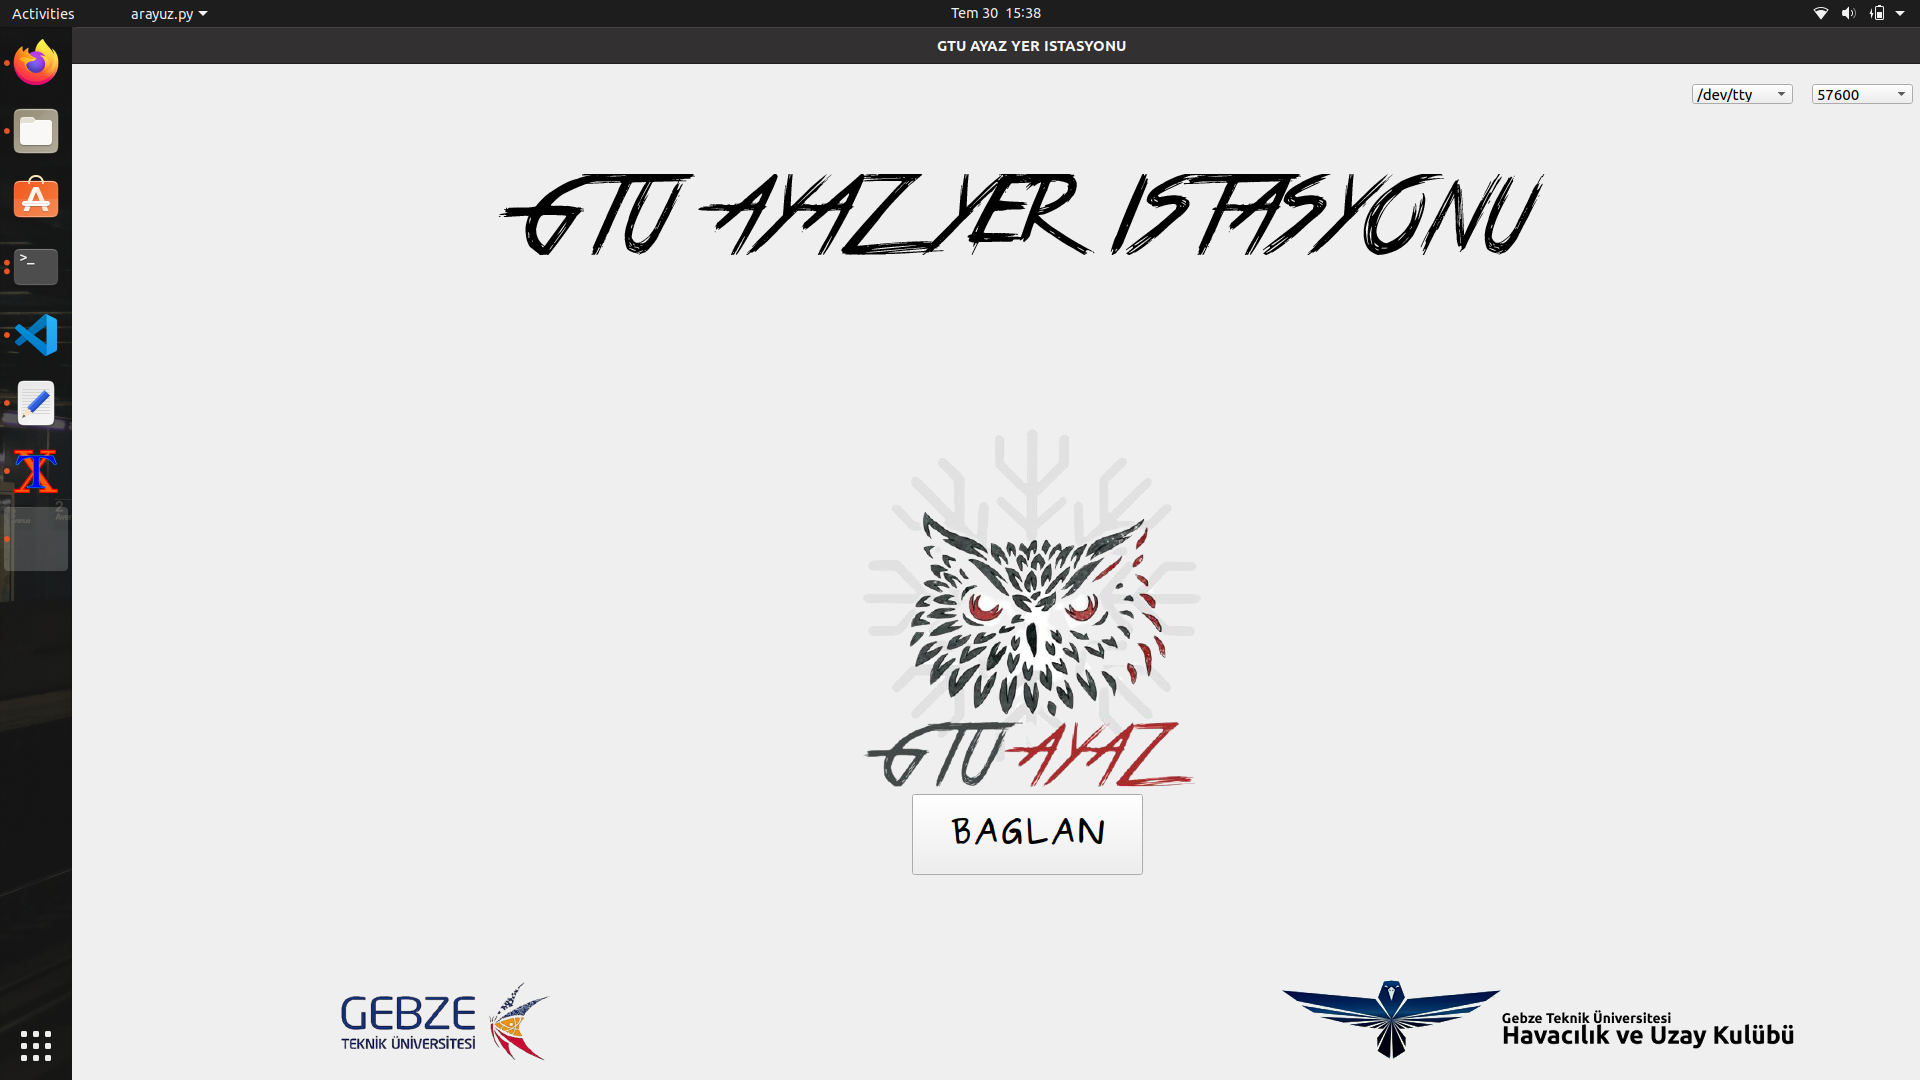 Activities
arayuz.py
Tem 30 15:38
GTU AYAZ YER ISTASYONU
/dev/tty
57600
GTU AYAZ YER ISTASYONU
GTU AYAZ
BAGLAN
GEBZE
TEKNİK ÜNİVERSİTESİ
Gebze Teknik Üniversitesi
Havacılık ve Uzay Kulübü